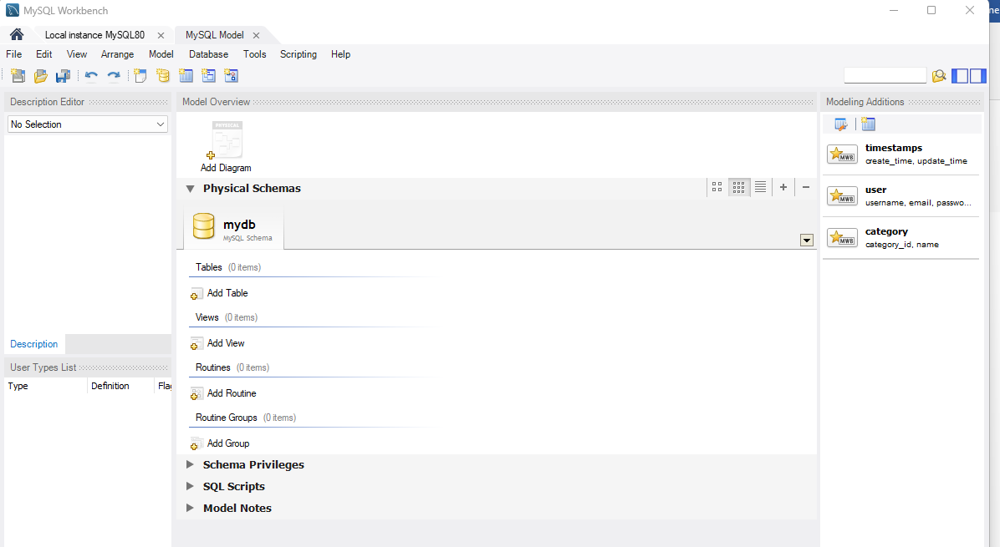 MySQL Workbench
Local instance MySQL80
MySQL Model
File Edit View Arrange Model Database Tools Scripting Help
Description Editor
No Selection
Description
User Types List
Type Definition Flag
Model Overview
PHYSICAL
Add Diagram
Physical Schemas
mydb
MySQL Schema
Tables (0 items)
Add Table
Views (0 items)
Add View
Routines (0 items)
Add Routine
Routine Groups (0 items)
Add Group
Schema Privileges
SQL Scripts
Model Notes
Modeling Additions
MWB
timestamps
create_time, update_time
MWB
user
username, email, passwo...
MWB
category
category_id, name
ne